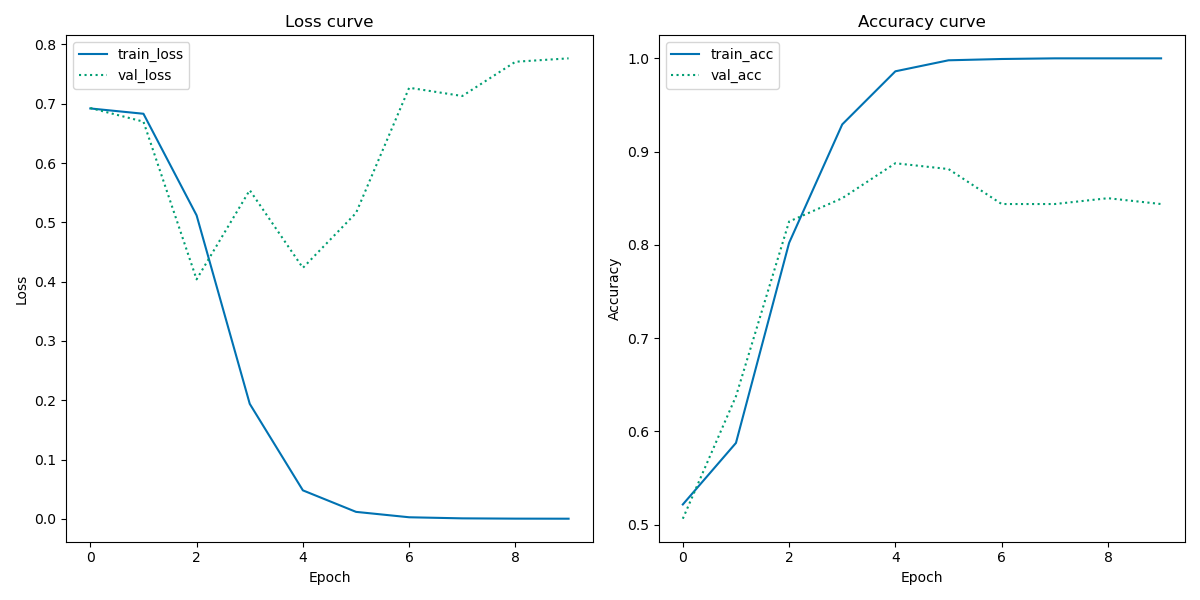 Loss curve
train_loss
val_loss
0.8
0.7
0.6
0.5
0.4
0.3
0.2
0.1
0.0
Loss
0 2 4 6 8
Epoch
Accuracy curve
train_acc
val_acc
1.0
0.9
0.8
0.7
0.6
0.5
Accuracy
0 2 4 6 8
Epoch